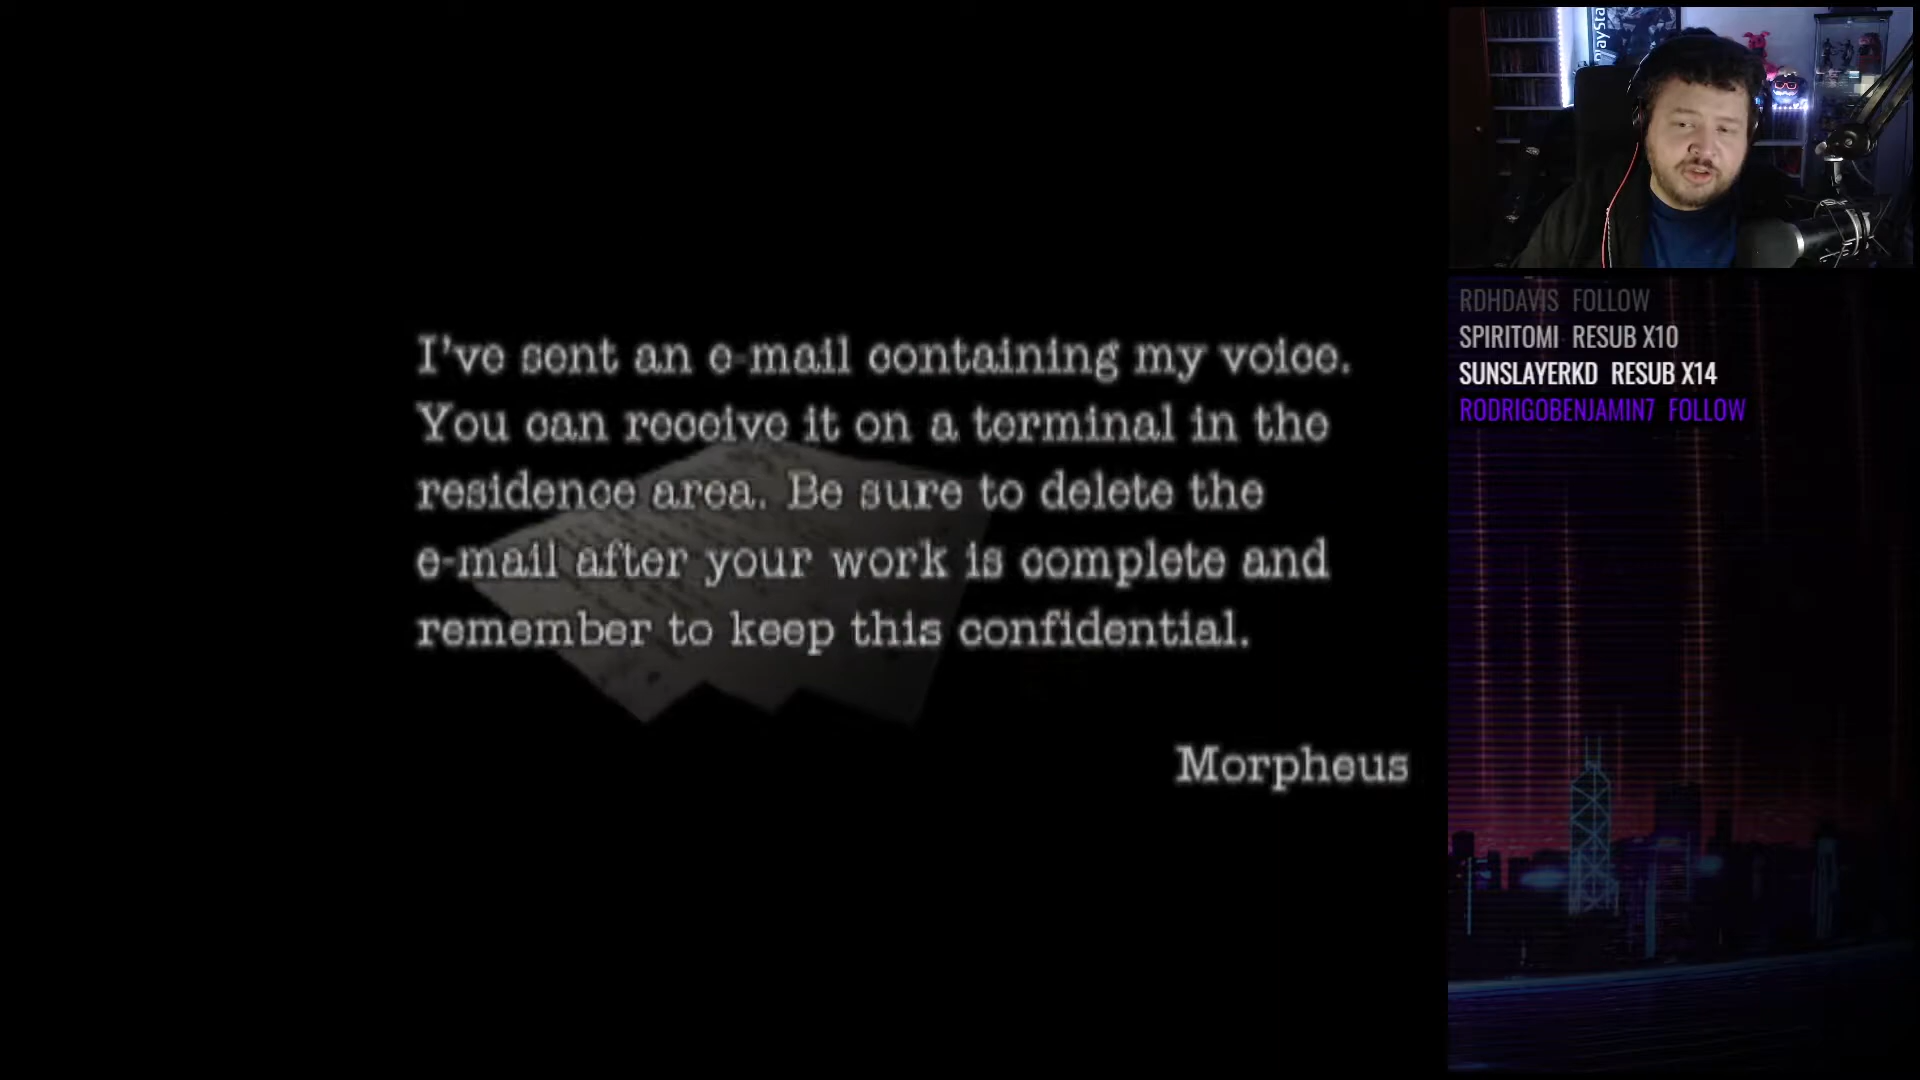 I've sent an e-mail containing my voice.
You can receive it on a terminal in the
residence area. Be sure to delete the
e-mail after your work is complete and
remember to keep this confidential.
Morpheus
RDHDAVIS FOLLOW
SPIRITOMI RESUB X10
SUNSLAYERKD RESUB X14
RODRIGOBENJAMIN7 FOLLOW